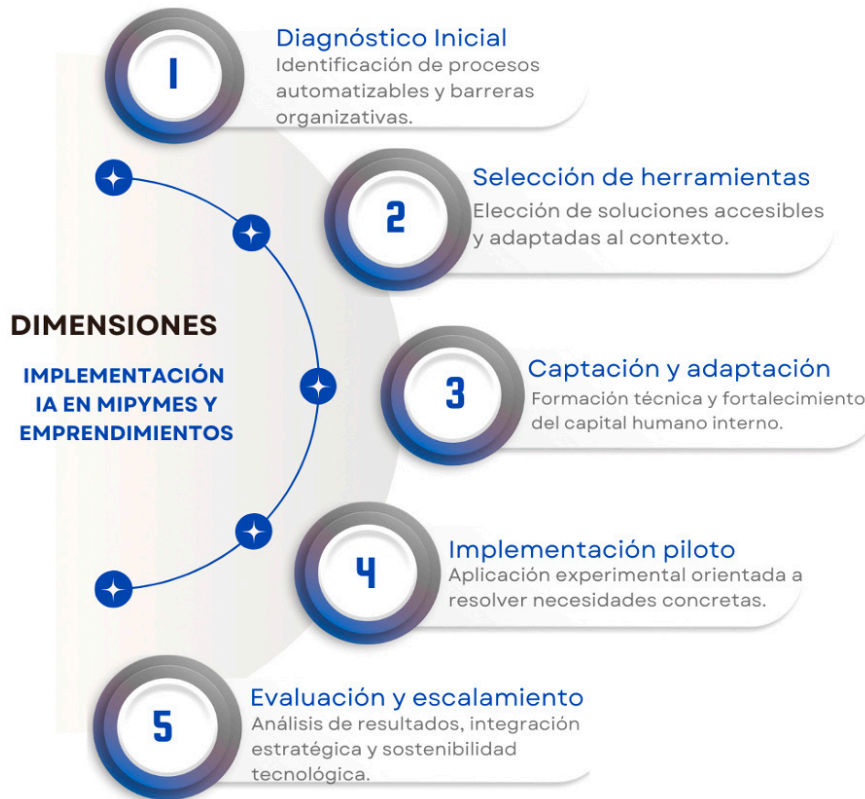 1
Diagnóstico Inicial
Identificación de procesos
automatizables y barreras
organizativas.
2
Selección de herramientas
Elección de soluciones accesibles
y adaptadas al contexto.
DIMENSIONES
IMPLEMENTACIÓN
IA EN MIPYMES Y
EMPRENDIMIENTOS
3
Captación y adaptación
Formación técnica y fortalecimiento
del capital humano interno.
4
Implementación piloto
Aplicación experimental orientada a
resolver necesidades concretas.
5
Evaluación y escalamiento
Análisis de resultados, integración
estratégica y sostenibilidad
tecnológica.